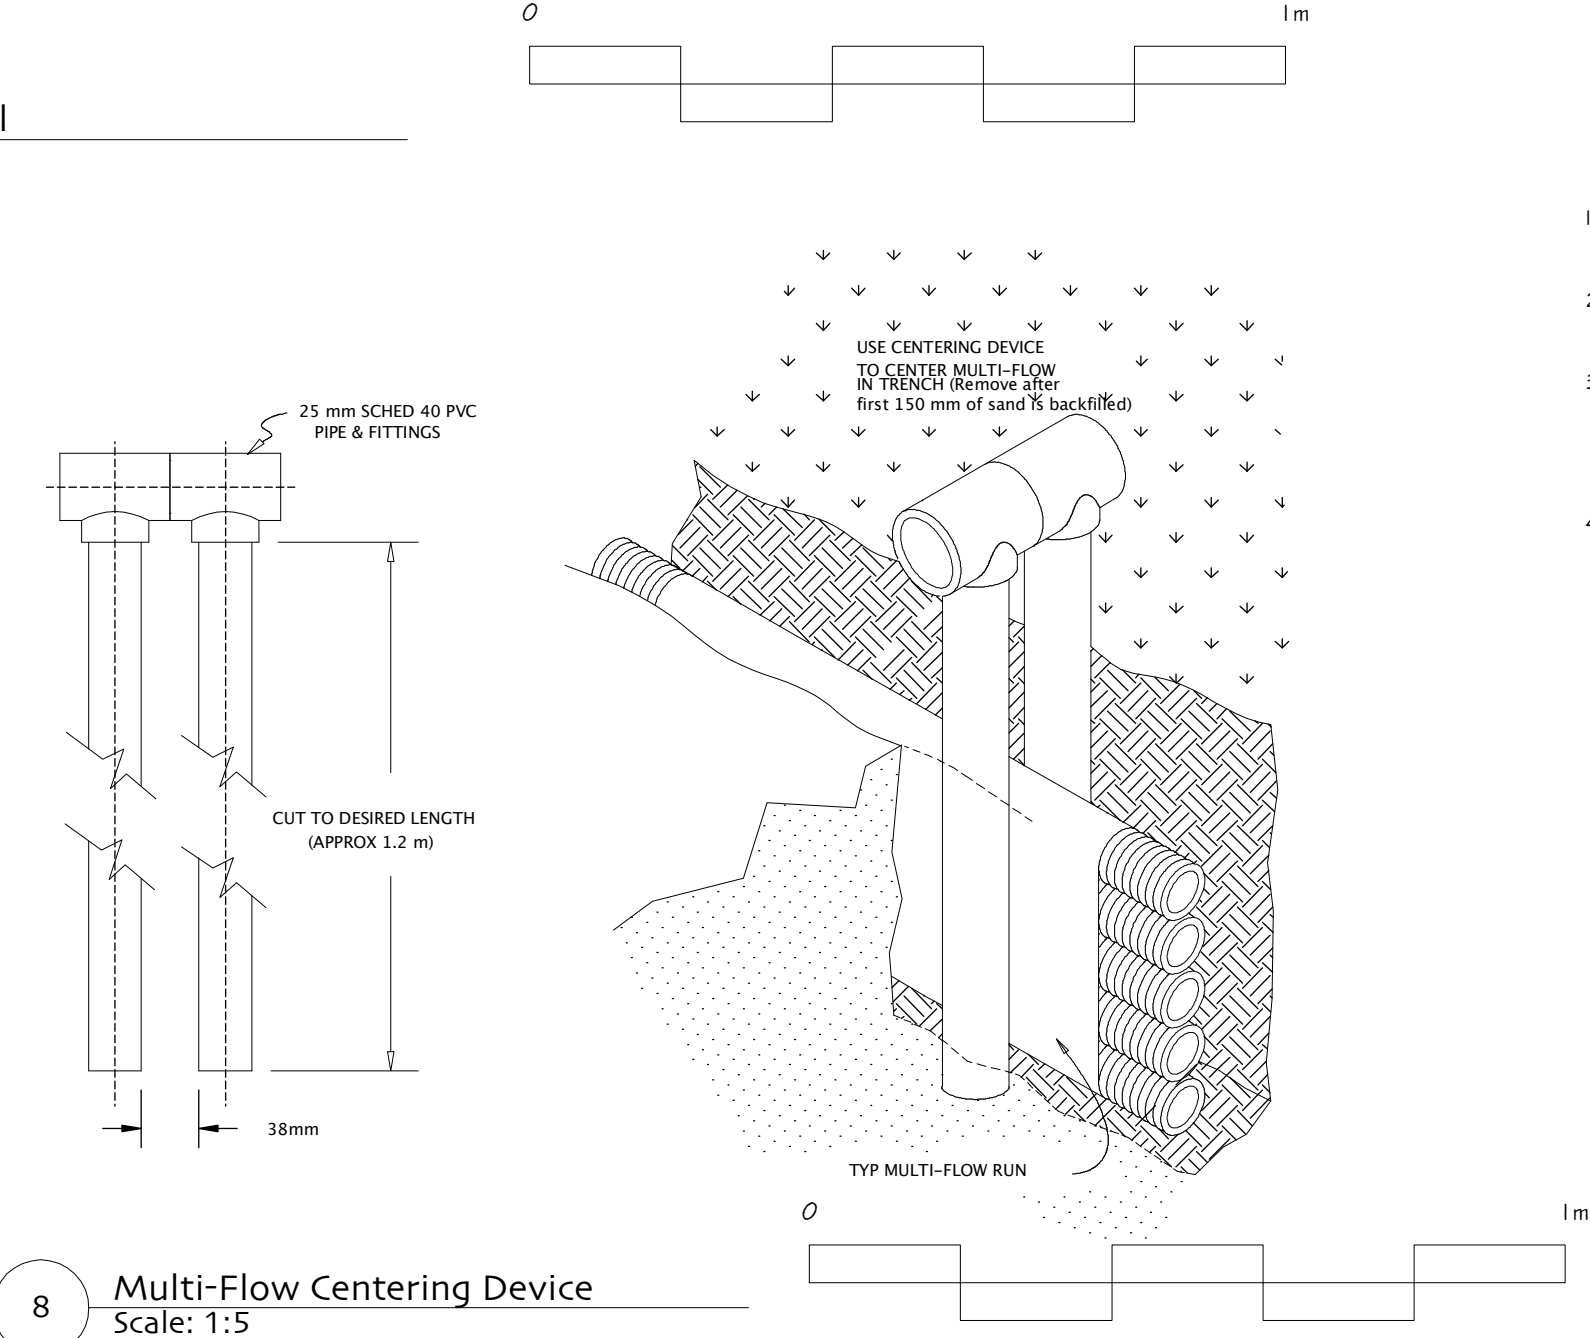 0 1m
USE CENTERING DEVICE
TO CENTER MULTI-FLOW
IN TRENCH (Remove after
first 150 mm of sand is backfilled)
25 mm SCHED 40 PVC
PIPE & FITTINGS
CUT TO DESIRED LENGTH
(APPROX 1.2 m)
38mm
TYP MULTI-FLOW RUN
0 1m
8
Multi-Flow Centering Device
Scale: 1:5